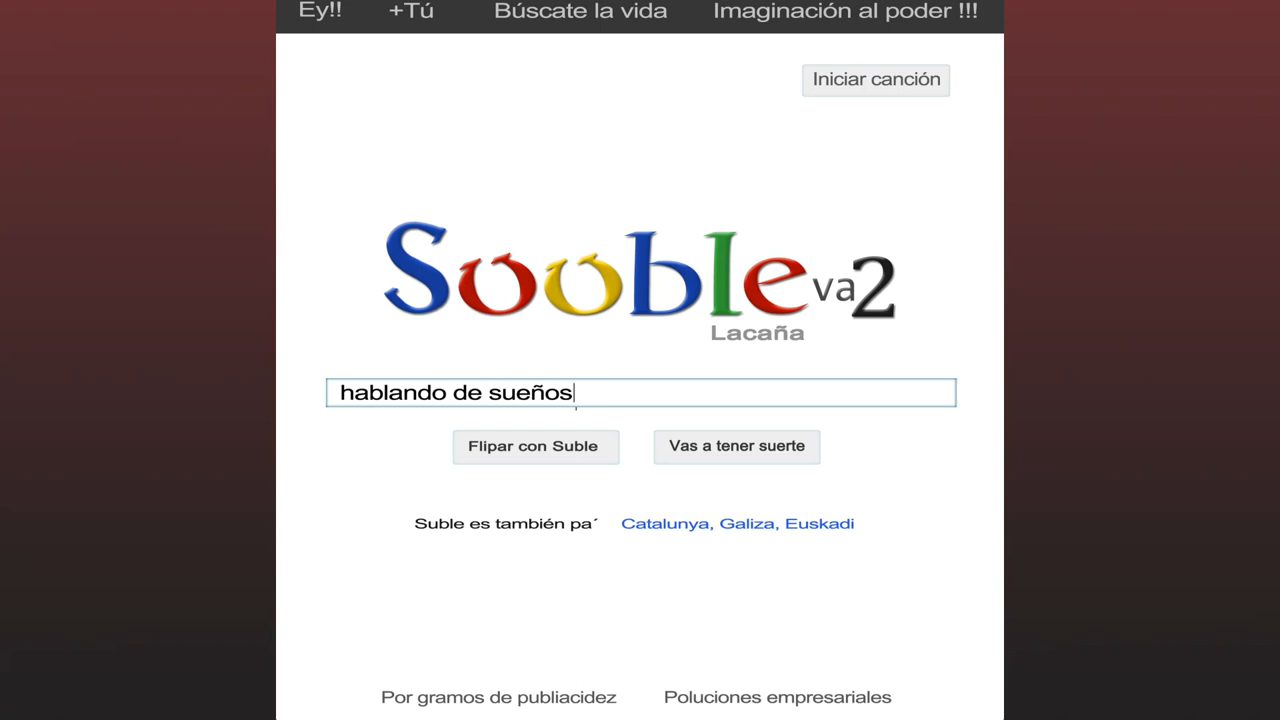 Ey!! +Tú Búscate la vida Imaginación al poder !!!
Iniciar canción
Sooble va2
Lacaña
hablando de sueños
Flipar con Suble Vas a tener suerte
Suble es también pa´ Catalunya, Galiza, Euskadi
Por gramos de publiacidez Poluciones empresariales